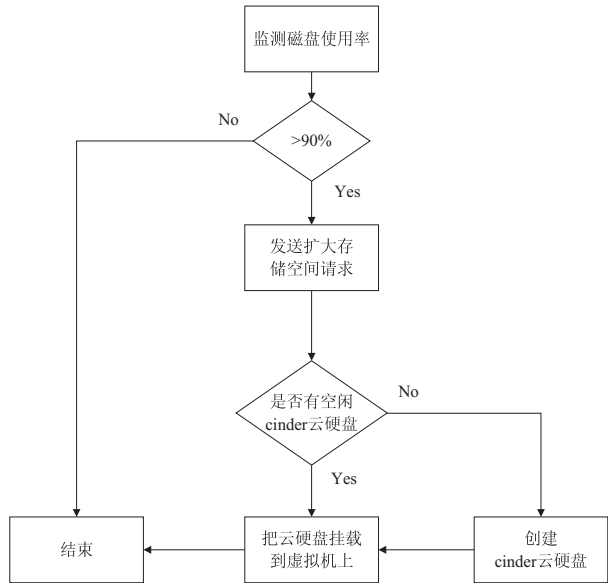 监测磁盘使用率
No
>90%
Yes
发送扩大存
储空间请求
No
是否有空闲
cinder云硬盘
Yes
结束
把云硬盘挂载
到虚拟机上
创建
cinder云硬盘